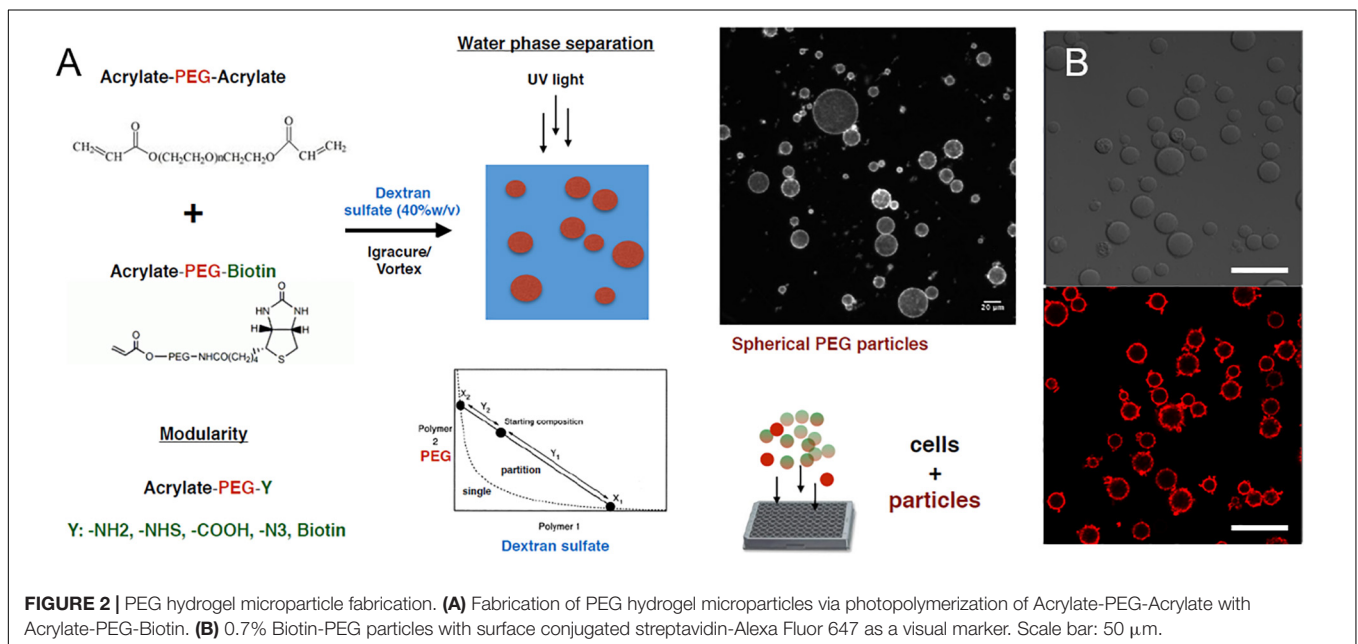 A
Acrylate-PEG-Acrylate
CH2
CH
O
O(CH2CH2O)nCH2CH2O
O
CH
CH2
+
Acrylate-PEG-Biotin
O
HN
NH
H
H
O
O
PEG
NHCO(CH2)4
S
Modularity
Acrylate-PEG-Y
Y: -NH2, -NHS, -COOH, -N3, Biotin
Dextran
sulfate (40%w/v)
Igracure/
Vortex
Water phase separation
UV light
X2
Y2
Starting composition
Polymer
2
PEG
Y1
partition
single
X1
Polymer 1
Dextran sulfate
20 µm
Spherical PEG particles
cells
+
particles
B
FIGURE 2 | PEG hydrogel microparticle fabrication. (A) Fabrication of PEG hydrogel microparticles via photopolymerization of Acrylate-PEG-Acrylate with
Acrylate-PEG-Biotin. (B) 0.7% Biotin-PEG particles with surface conjugated streptavidin-Alexa Fluor 647 as a visual marker. Scale bar: 50 μm.